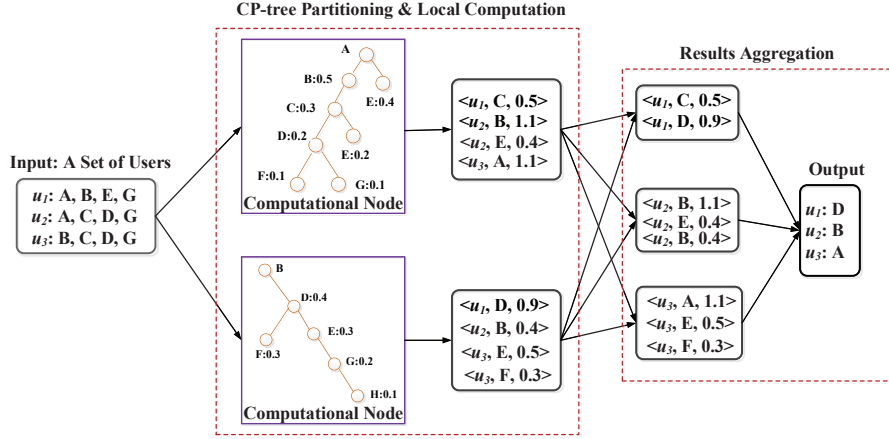 CP-tree Partitioning & Local Computation
Results Aggregation
Input: A Set of Users
u1: A, B, E, G
u2: A, C, D, G
u3: B, C, D, G
A
B:0.5
E:0.4
C:0.3
D:0.2
E:0.2
F:0.1
G:0.1
Computational Node
B
D:0.4
E:0.3
F:0.3
G:0.2
H:0.1
Computational Node
<u1, C, 0.5>
<u2, B, 1.1>
<u2, E, 0.4>
<u3, A, 1.1>
<u1, D, 0.9>
<u2, B, 0.4>
<u3, E, 0.5>
<u3, F, 0.3>
<u1, C, 0.5>
<u1, D, 0.9>
<u2, B, 1.1>
<u2, E, 0.4>
<u2, B, 0.4>
<u3, A, 1.1>
<u3, E, 0.5>
<u3, F, 0.3>
Output
u1: D
u2: B
u3: A